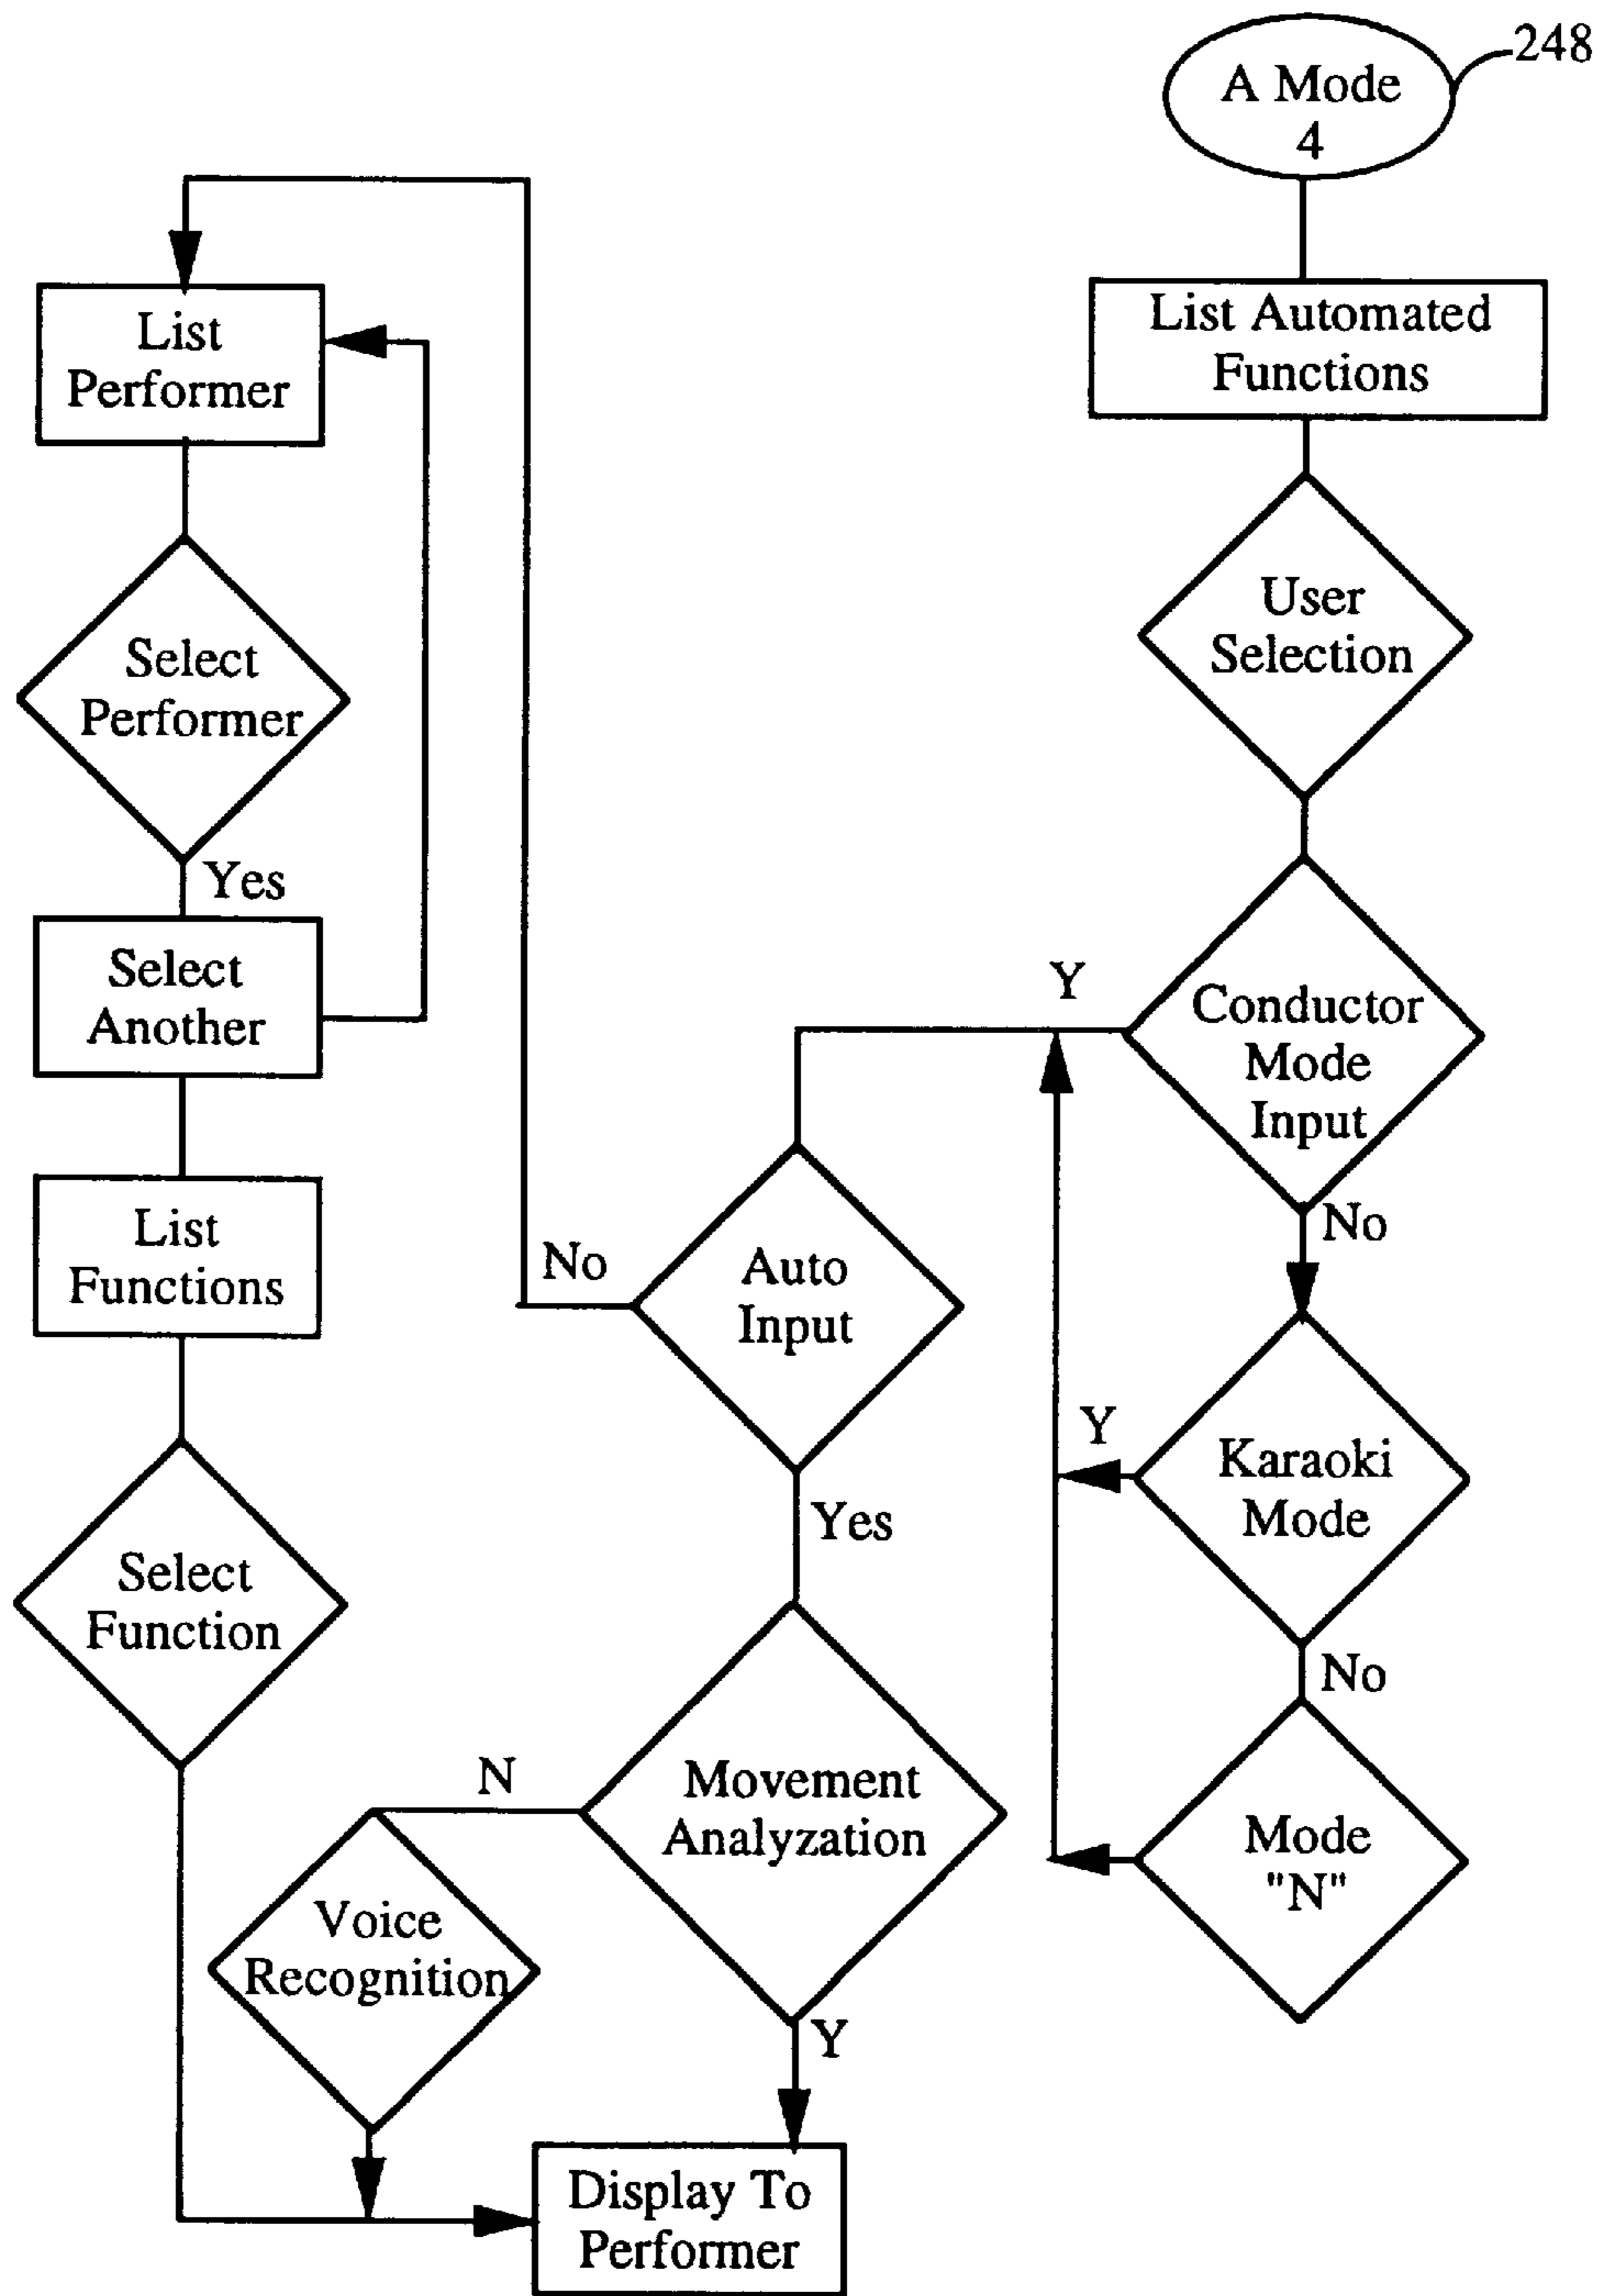 248
A Mode
4
List Automated
Functions
User
Selection
Conductor
Mode
Input
Y
No
Karaoki
Mode
Y
No
Mode
"N"
Auto
Input
No
Yes
Movement
Analyzation
N
Y
Voice
Recognition
Display To
Performer
List
Performer
Select
Performer
Yes
Select
Another
List
Functions
Select
Function